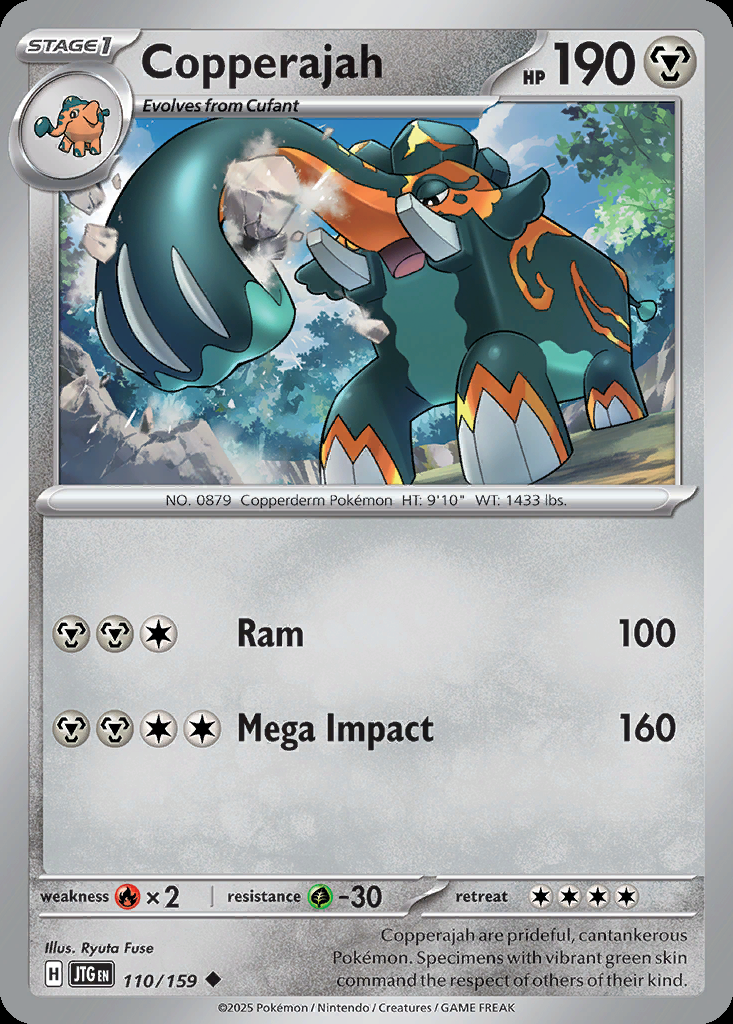 STAGE 1
Copperajah
HP 190
Evolves from Cufant
NO. 0879 Copperderm Pokémon HT: 9'10" WT: 1433 lbs.
Ram 100
Mega Impact 160
weakness ×2 resistance -30 retreat
Illus. Ryuta Fuse
Copperajah are prideful, cantankerous
Pokémon. Specimens with vibrant green skin
command the respect of others of their kind.
H JTG EN 110/159
©2025 Pokémon / Nintendo / Creatures / GAME FREAK